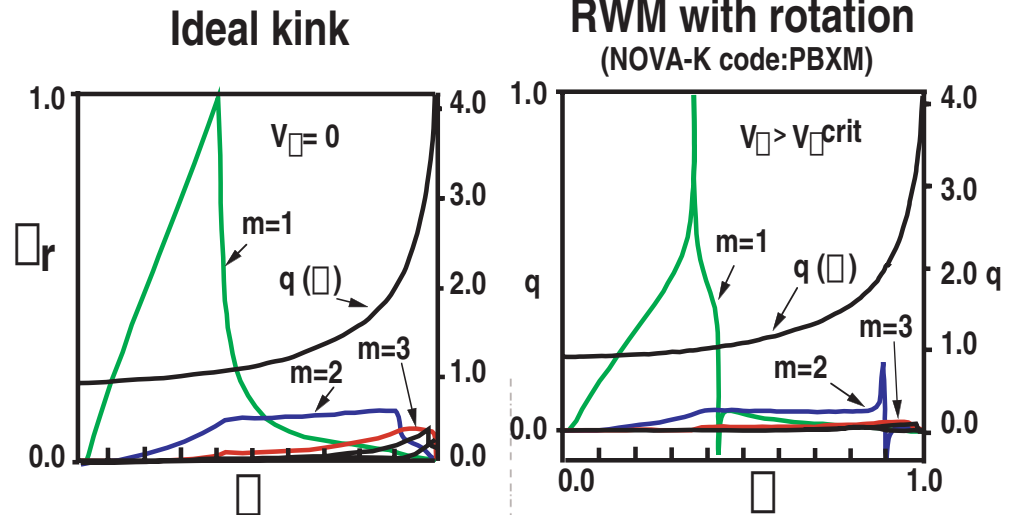 Ideal kink
RWM with rotation
(NOVA-K code:PBXM)
1.0
4.0
V□= 0
3.0
□r
m=1
q (□)
2.0
m=3
m=2
1.0
0.0
0.0
□
q
1.0
4.0
V□> V□crit
3.0
m=1
q (□)
2.0 q
m=3
1.0
m=2
0.0
0.0
0.0
1.0
□